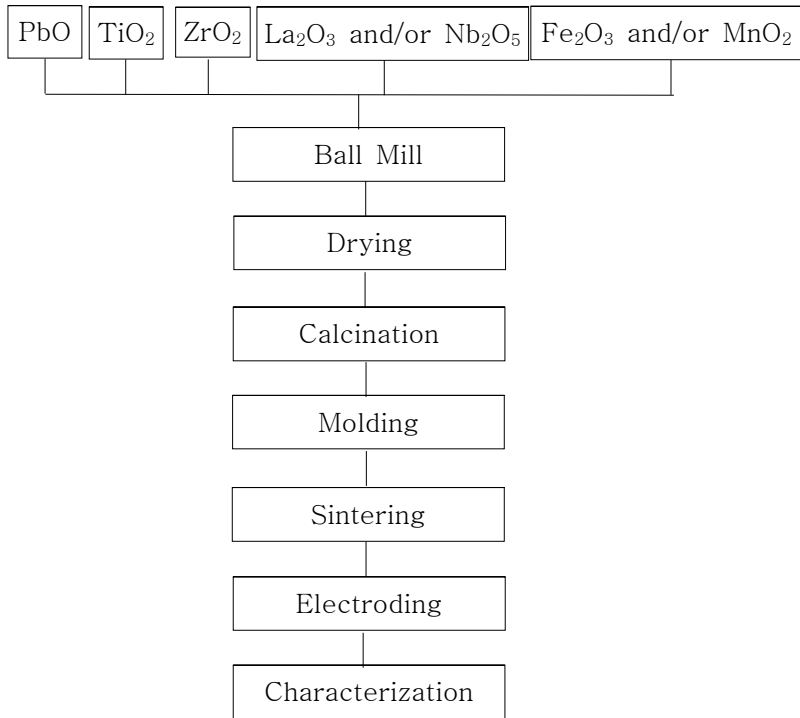 PbO
TiO₂
ZrO₂
La₂O₃ and/or Nb₂O₅
Fe₂O₃ and/or MnO₂
Ball Mill
Drying
Calcination
Molding
Sintering
Electroding
Characterization